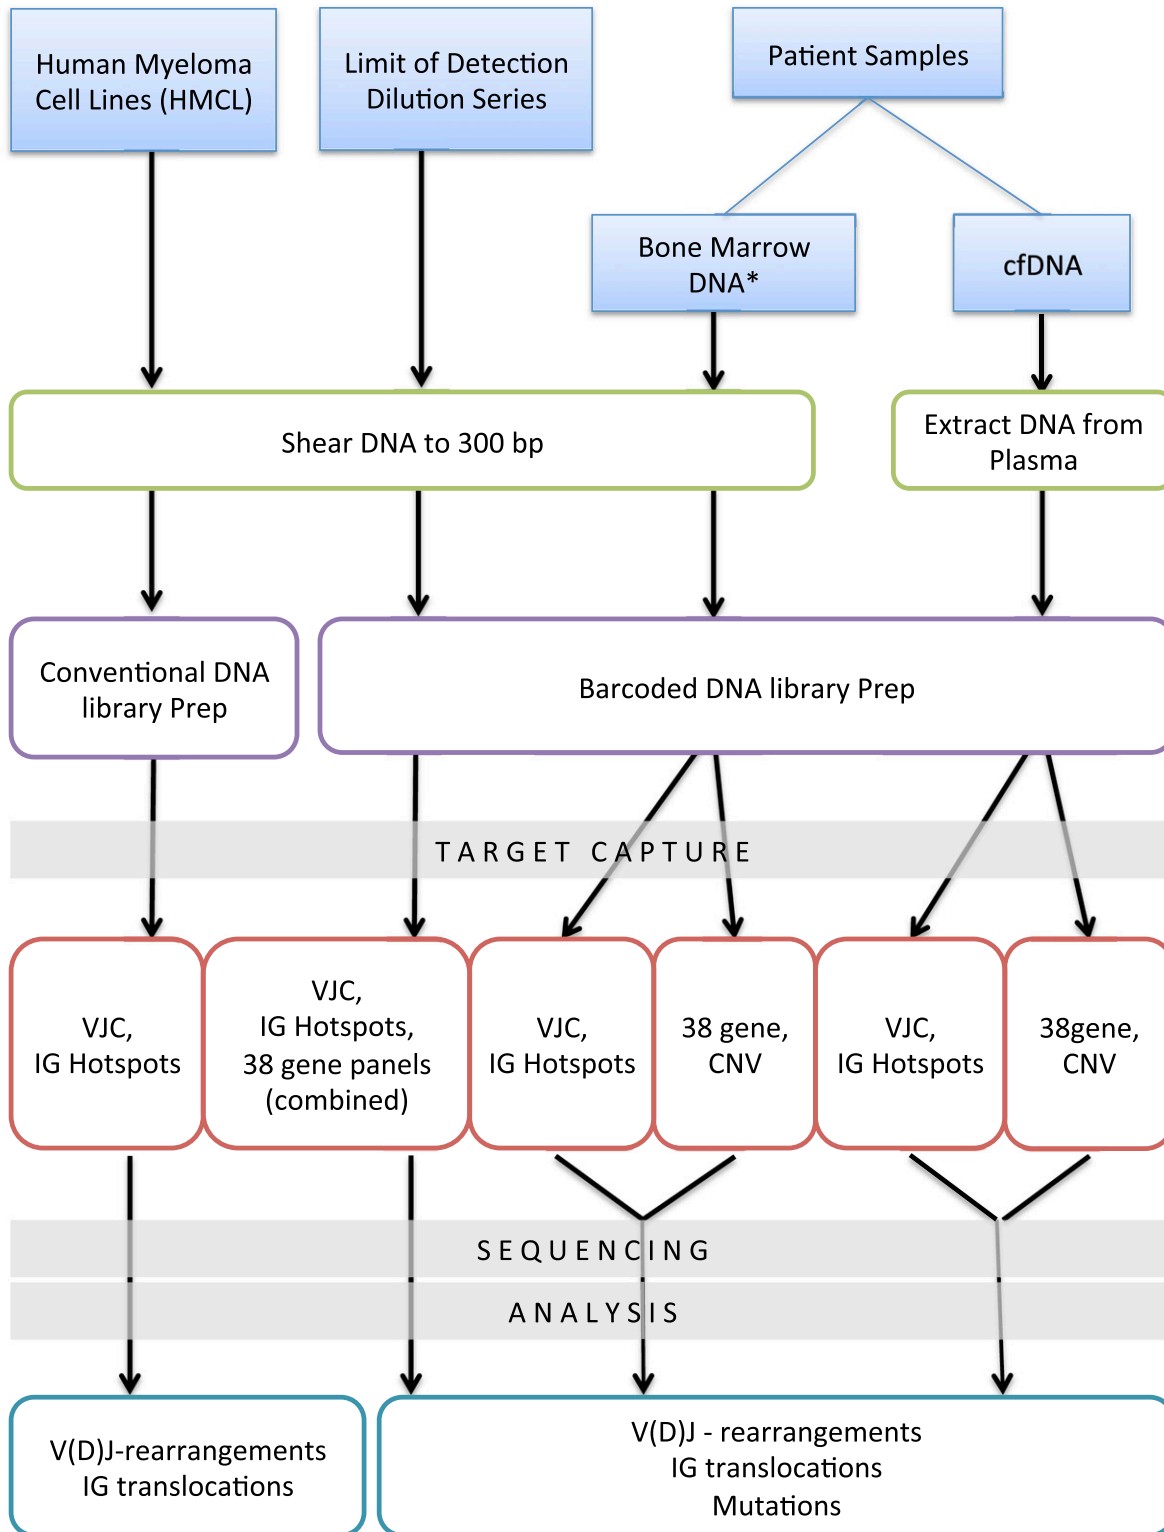 Human Myeloma
Cell Lines (HMCL)
Limit of Detection
Dilution Series
Patient Samples
Bone Marrow
DNA*
cfDNA
Shear DNA to 300 bp
Extract DNA from
Plasma
Conventional DNA
library Prep
Barcoded DNA library Prep
TARGET CAPTURE
VJC,
IG Hotspots
VJC,
IG Hotspots,
38 gene panels
(combined)
VJC,
IG Hotspots
38 gene,
CNV
VJC,
IG Hotspots
38gene,
CNV
SEQUENCING
ANALYSIS
V(D)J-rearrangements
IG translocations
V(D)J - rearrangements
IG translocations
Mutations